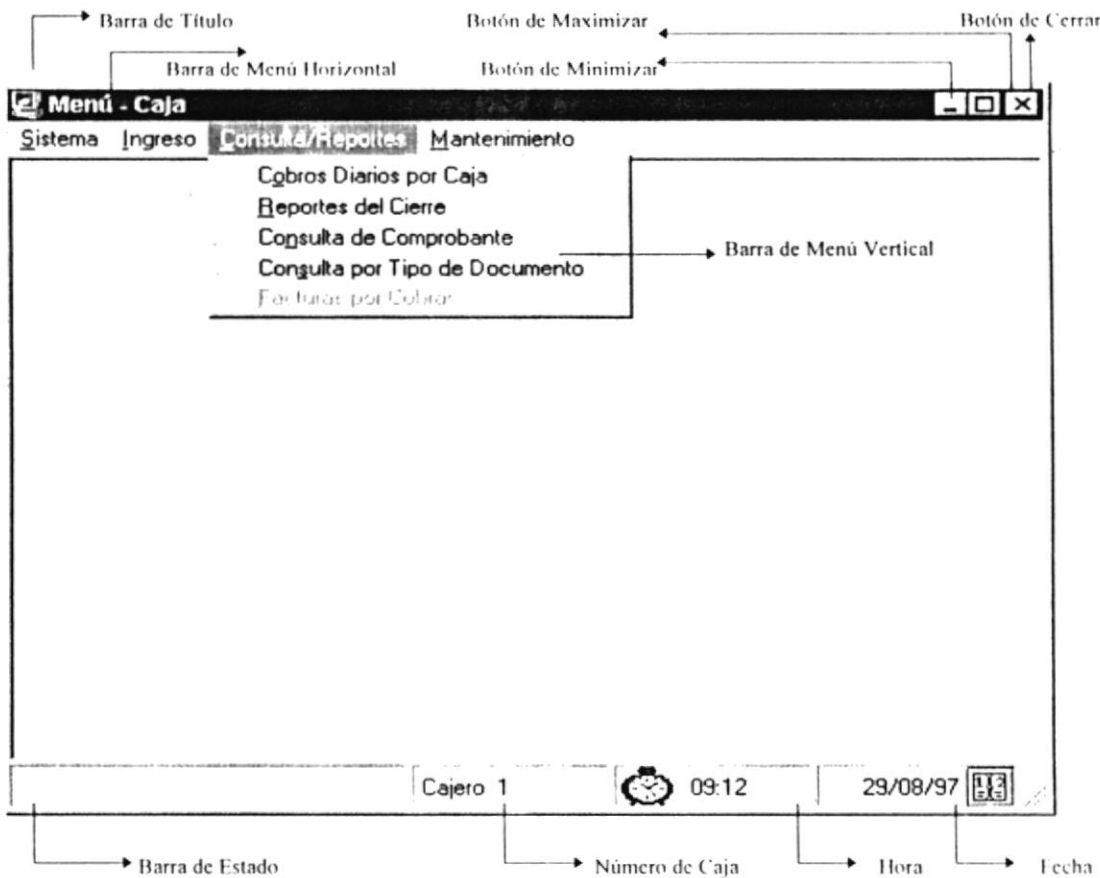 Barra de Título Botón de Maximizar Botón de Cerrar
Barra de Menú Horizontal Botón de Minimizar
Menú - Caja
Sistema Ingreso Consulta/Reportes Mantenimiento
Cobros Diarios por Caja
Reportes del Cierre
Consulta de Comprobante
Barra de Menú Vertical
Consulta por Tipo de Documento
Facturas por Cobrar
Cajero 1 09:12 29/08/97
Barra de Estado Número de Caja Hora Fecha